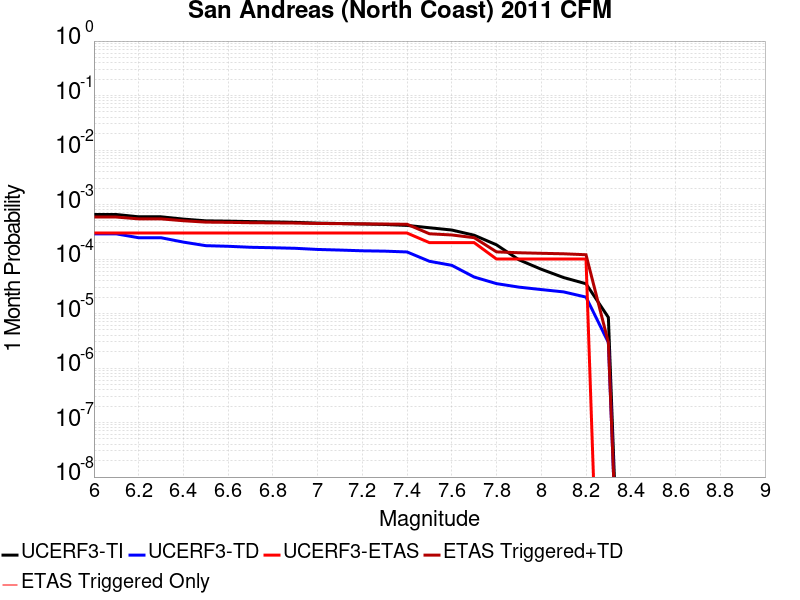 San Andreas (North Coast) 2011 CFM
1 Month Probability
10^0
10^-1
10^-2
10^-3
10^-4
10^-5
10^-6
10^-7
10^-8
6 6.2 6.4 6.6 6.8 7 7.2 7.4 7.6 7.8 8 8.2 8.4 8.6 8.8 9
Magnitude
UCERF3-TI UCERF3-TD UCERF3-ETAS ETAS Triggered+TD
ETAS Triggered Only